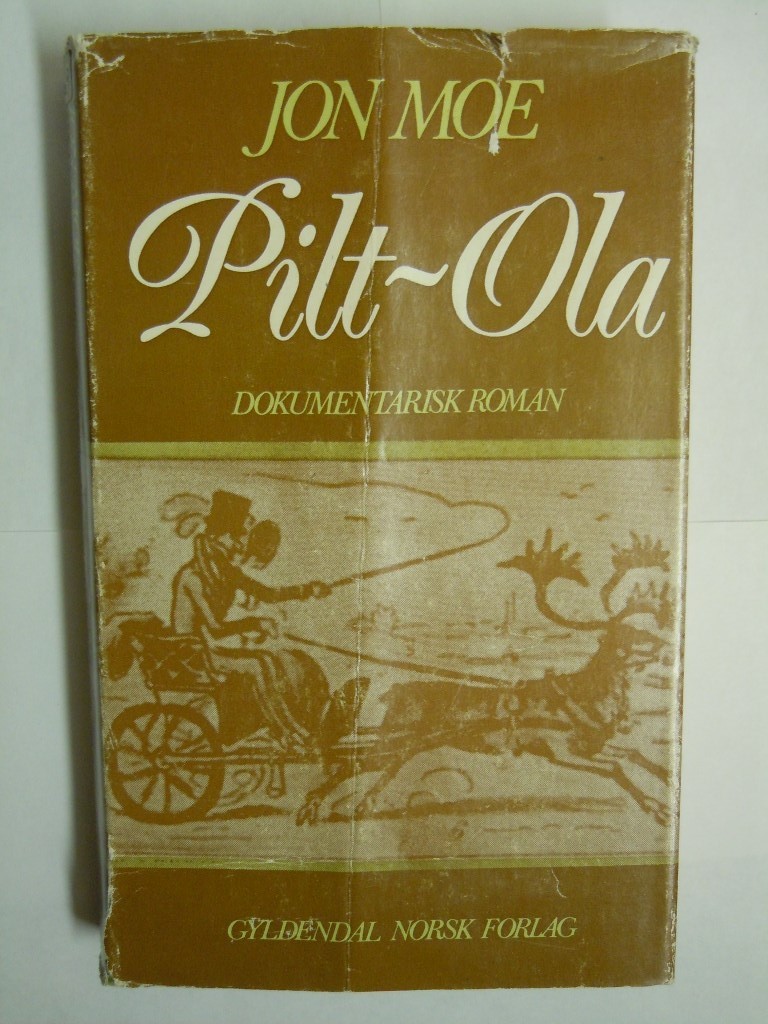 JON MOE
Pilt~Ola
DOKUMENTARISK ROMAN
GYLDENDAL NORSK FORLAG